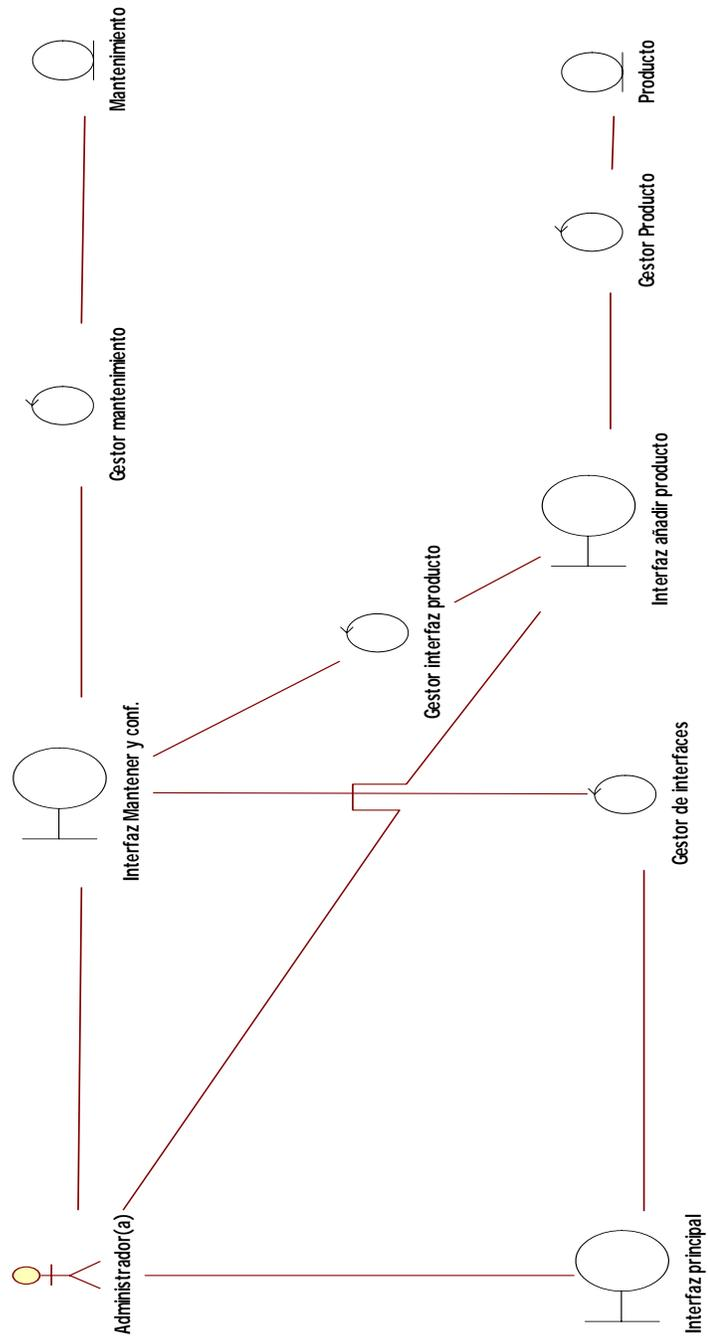 Administrador(a)
Interfaz Mantener y conf.
Gestor mantenimiento
Mantenimiento
Gestor interfaz producto
Interfaz principal
Gestor de interfaces
Interfaz añadir producto
Gestor Producto
Producto